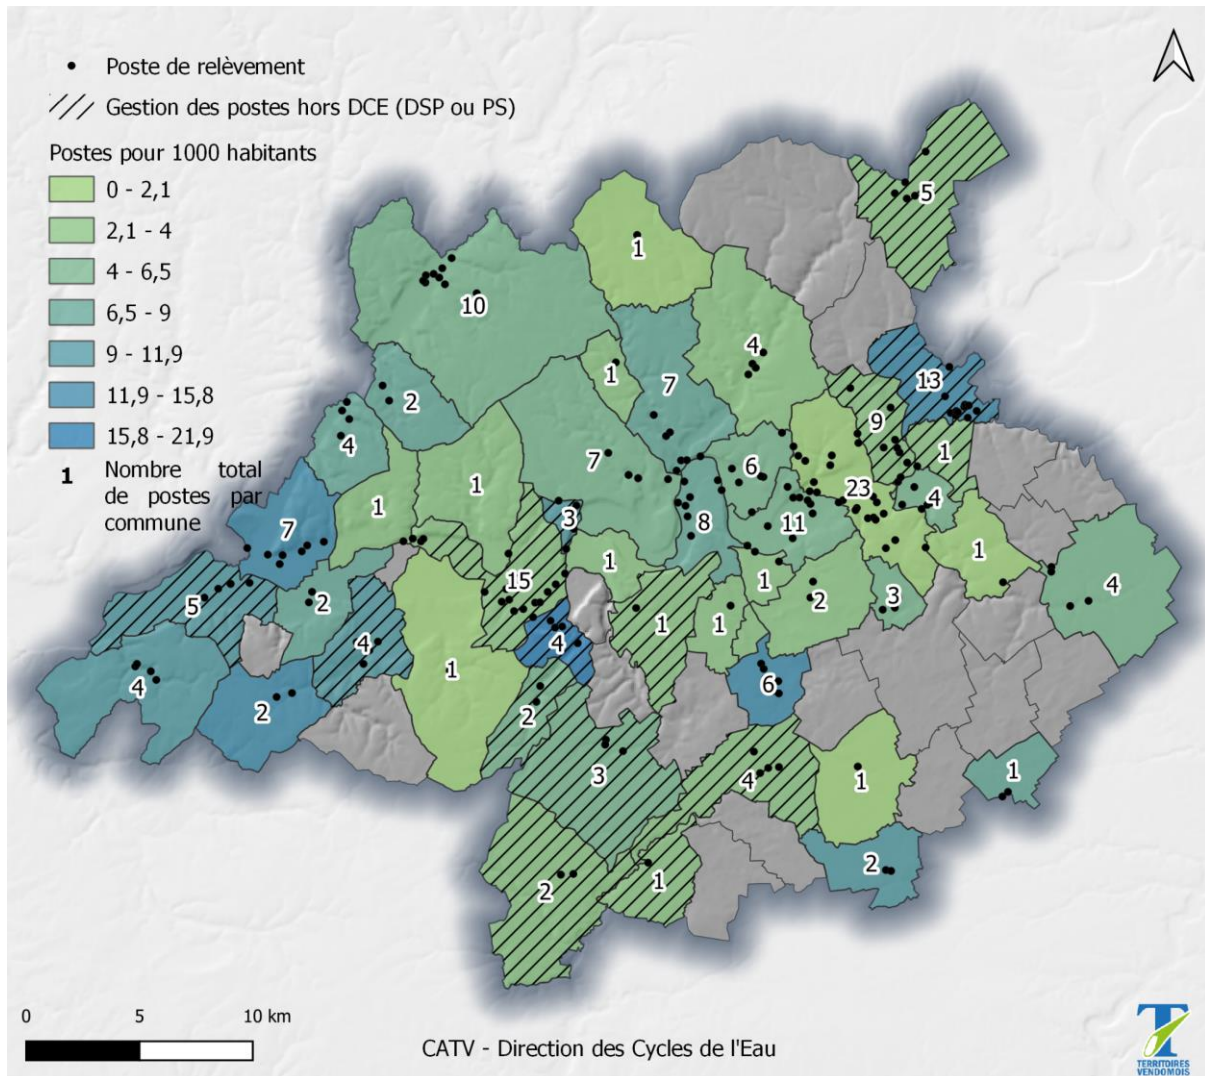 Poste de relèvement
Gestion des postes hors DCE (DSP ou PS)
Postes pour 1000 habitants
0 - 2,1
2,1 - 4
4 - 6,5
6,5 - 9
9 - 11,9
11,9 - 15,8
15,8 - 21,9
1 Nombre total
de postes par
commune
5
1
10
4
13
1
7
2
9
4
7
6
1
1
1
4
23
3
8
11
7
1
1
15
4
5
2
1
2
3
4
1
1
4
1
6
4
2
2
3
4
1
1
2
2
1
0 5 10 km
CATV - Direction des Cycles de l'Eau
TERRITOIRES
VENDOMOIS